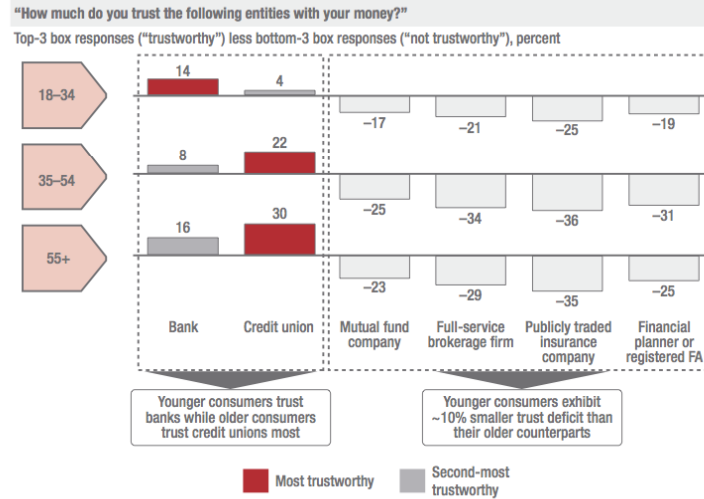 “How much do you trust the following entities with your money?”
Top-3 box responses (“trustworthy”) less bottom-3 box responses (“not trustworthy”), percent
18–34
14
4
–17
–21
–25
–19
35–54
8
22
–25
–34
–36
–31
55+
16
30
–23
–29
–35
–25
Bank
Credit union
Mutual fund
company
Full-service
brokerage firm
Publicly traded
insurance
company
Financial
planner or
registered FA
Younger consumers trust
banks while older consumers
trust credit unions most
Younger consumers exhibit
~10% smaller trust deficit than
their older counterparts
Most trustworthy
Second-most
trustworthy